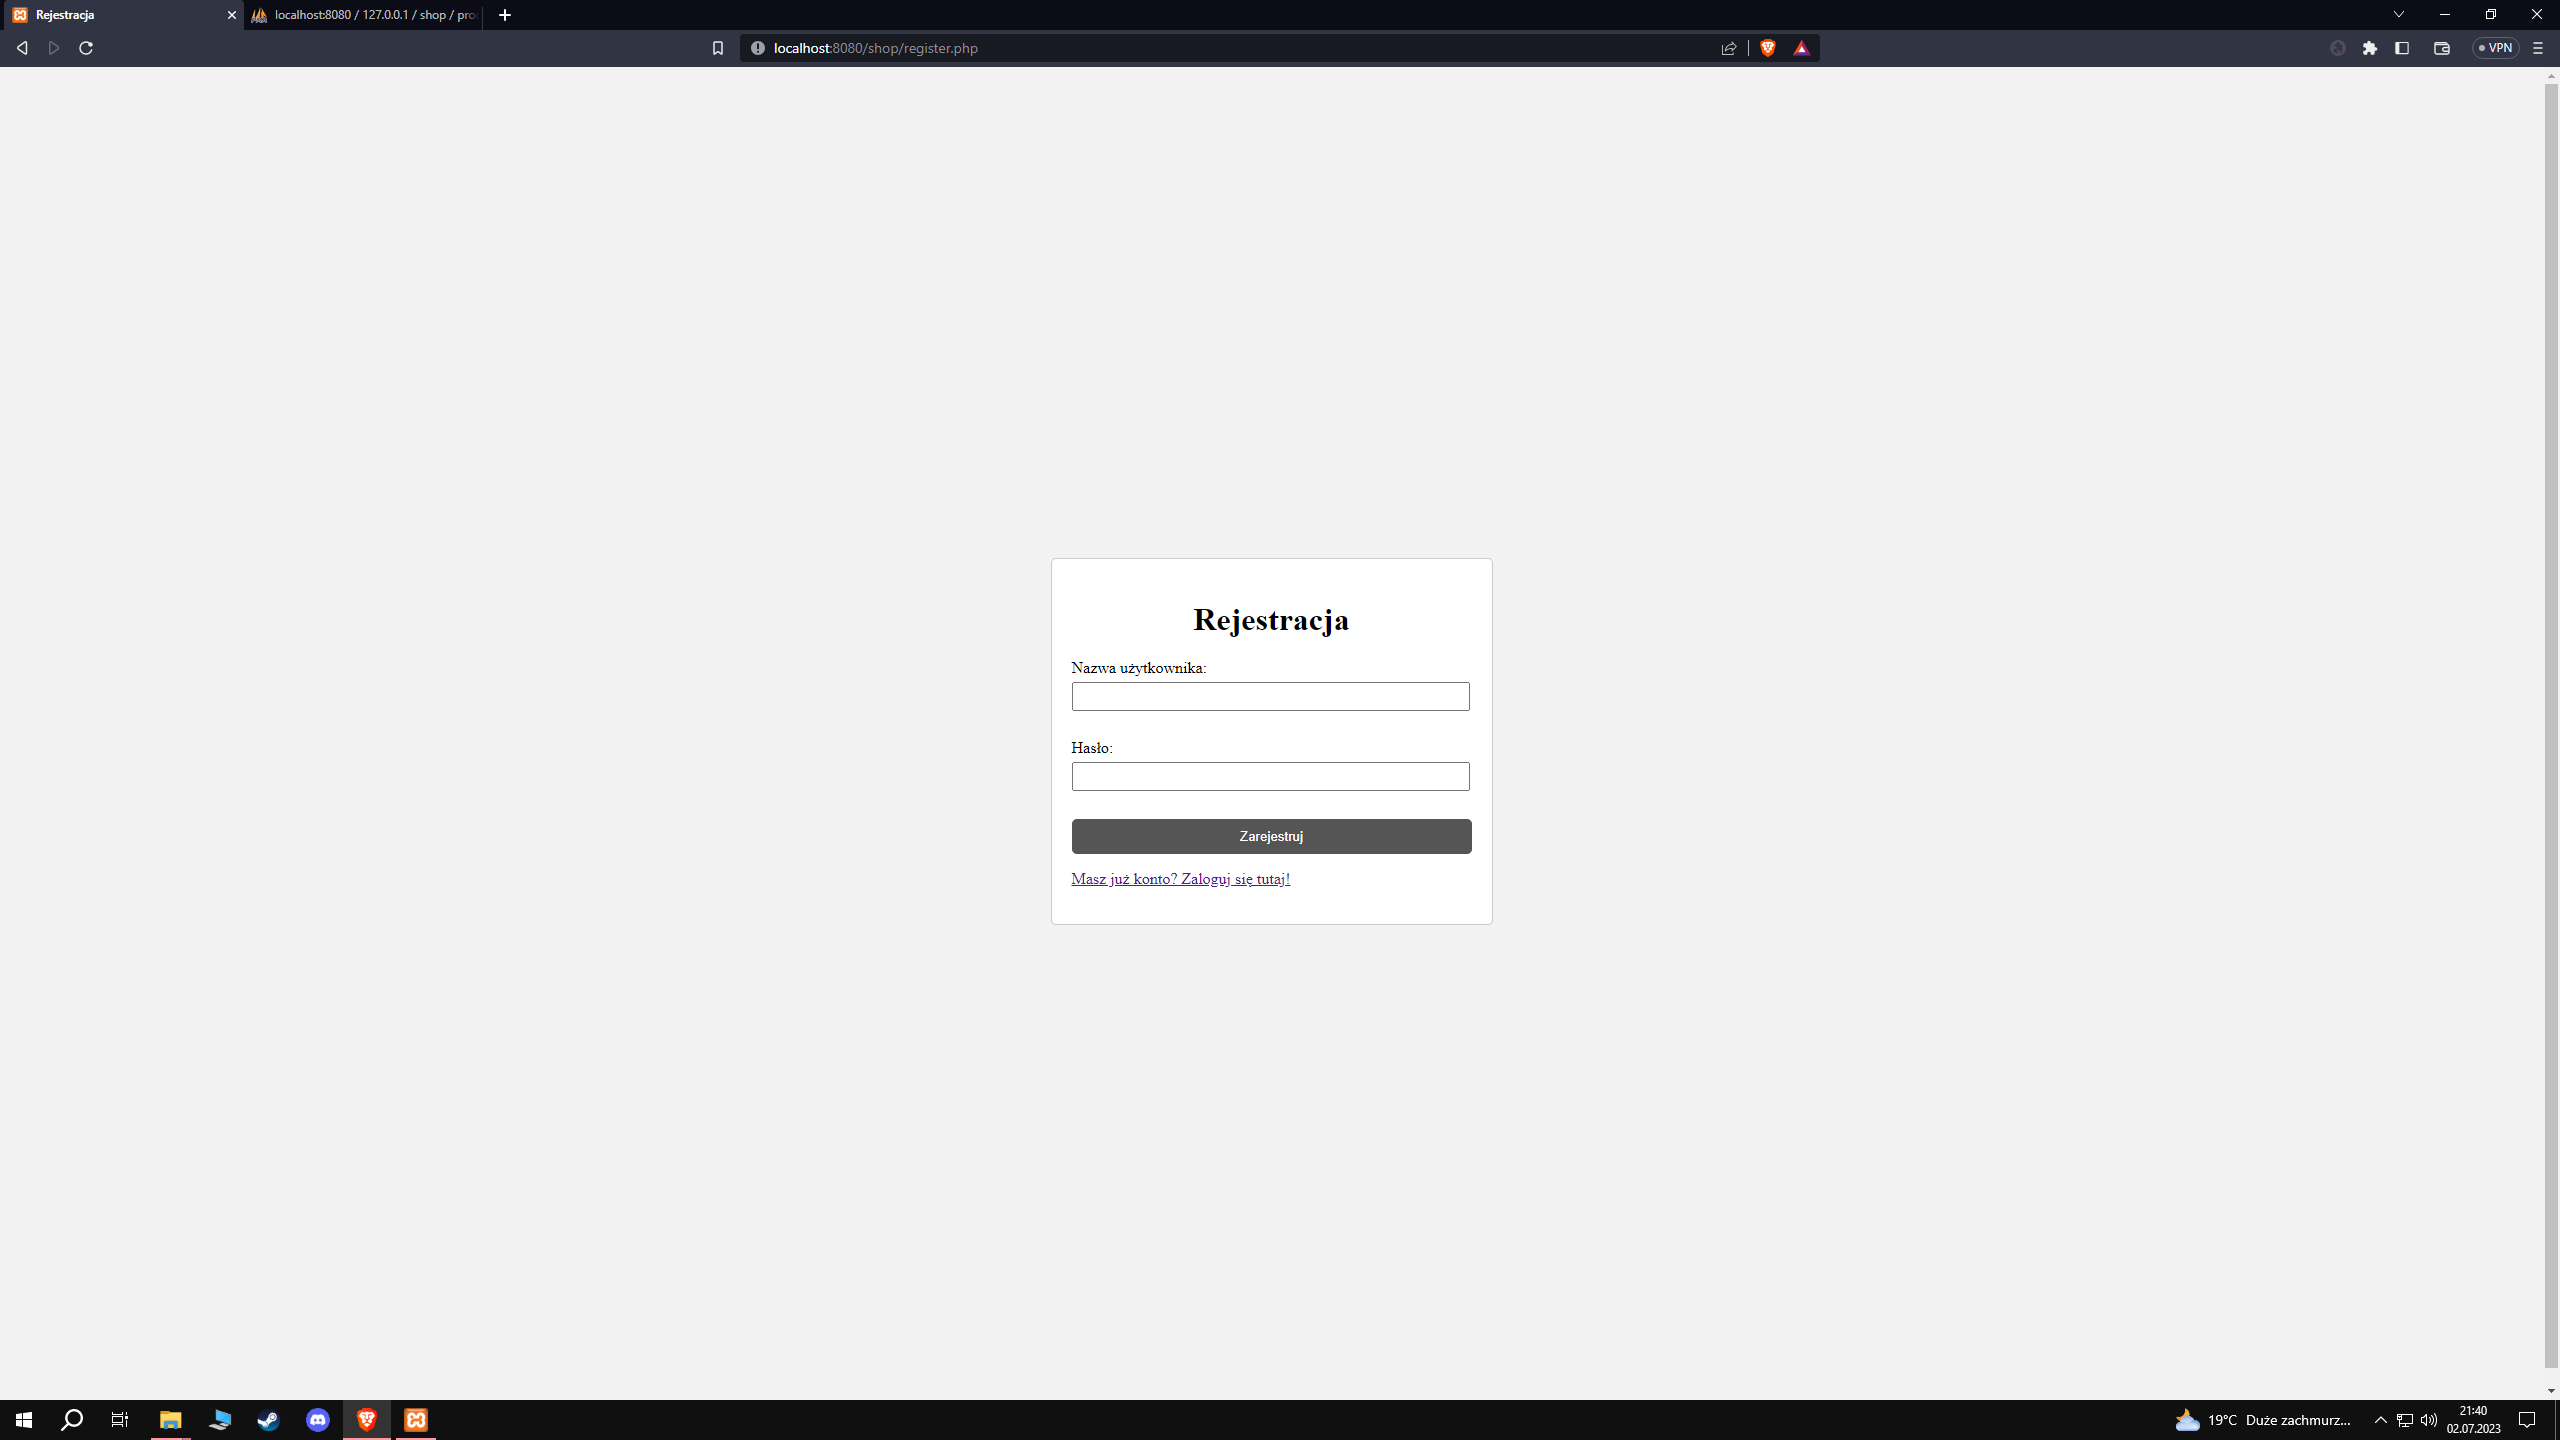 Rejestracja
localhost:8080 / 127.0.0.1 / shop / pro
localhost:8080/shop/register.php
VPN
Rejestracja
Nazwa użytkownika:
Hasło:
Zarejestruj
Masz już konto? Zaloguj się tutaj!
19°C Duże zachmurz...
21:40
02.07.2023